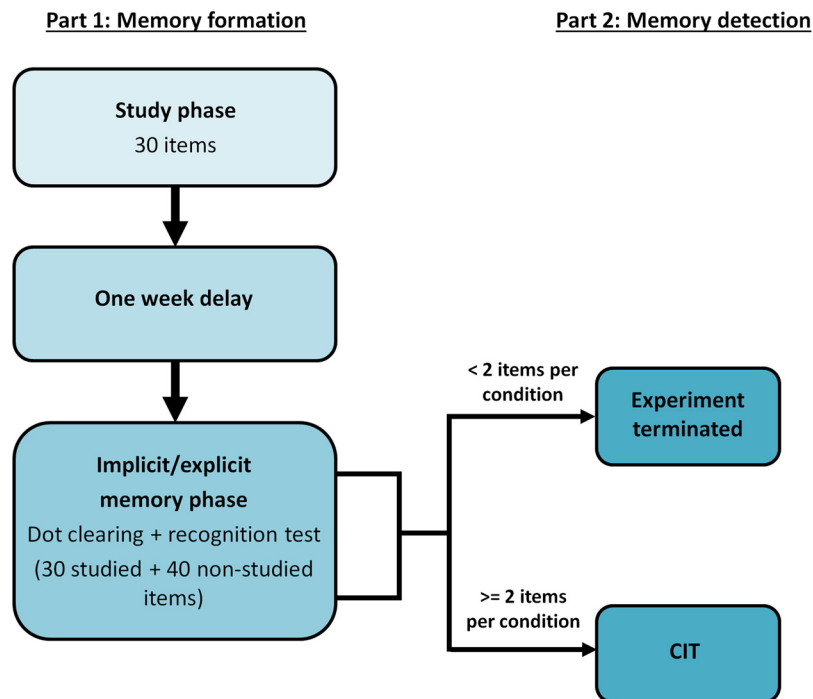 Part 1: Memory formation
Part 2: Memory detection
Study phase
30 items
One week delay
Implicit/explicit
memory phase
Dot clearing + recognition test
(30 studied + 40 non-studied
items)
< 2 items per
condition
Experiment
terminated
>= 2 items
per condition
CIT